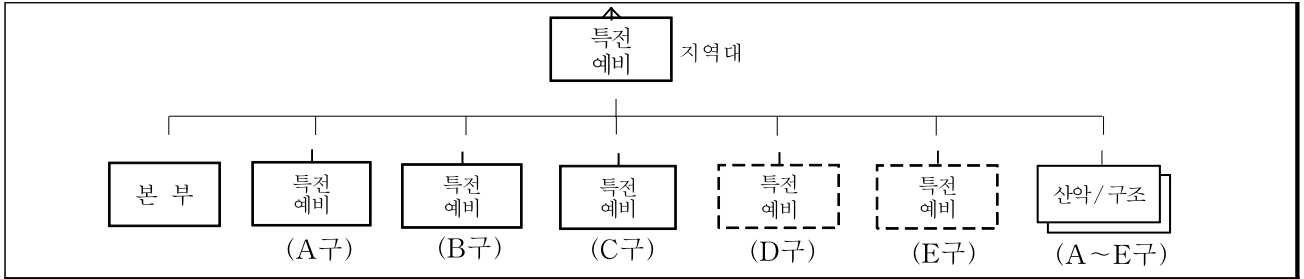 특전
예비
지역대
본 부
특전
예비
(A구)
특전
예비
(B구)
특전
예비
(C구)
특전
예비
(D구)
특전
예비
(E구)
산악/구조
(A～E구)